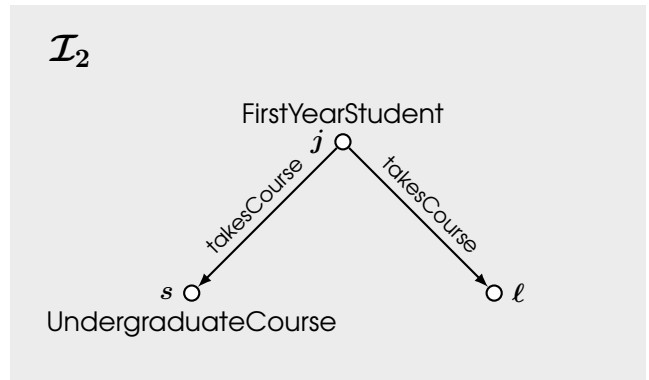 𝓘₂
FirstYearStudent
j
takesCourse
takesCourse
s
ℓ
UndergraduateCourse